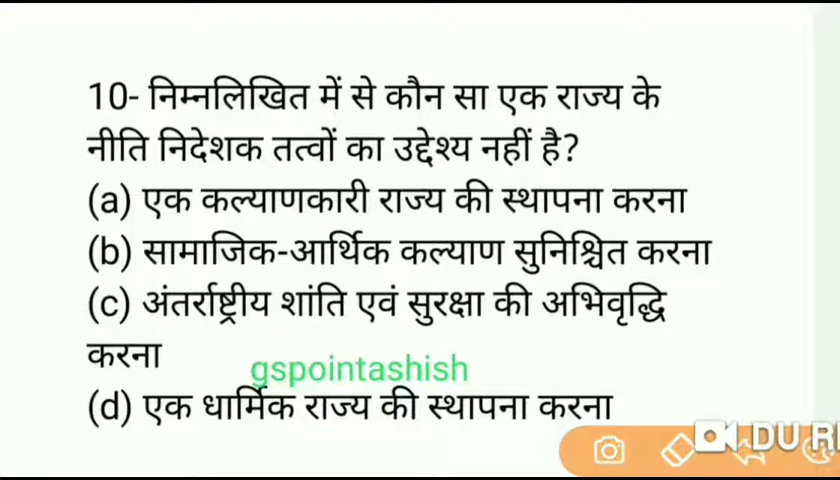 10- निम्नलिखित में से कौन सा एक राज्य के
नीति निदेशक तत्वों का उद्देश्य नहीं है?
(a) एक कल्याणकारी राज्य की स्थापना करना
(b) सामाजिक-आर्थिक कल्याण सुनिश्चित करना
(c) अंतर्राष्ट्रीय शांति एवं सुरक्षा की अभिवृद्धि
करना
gspointashish
(d) एक धार्मिक राज्य की स्थापना करना
DU